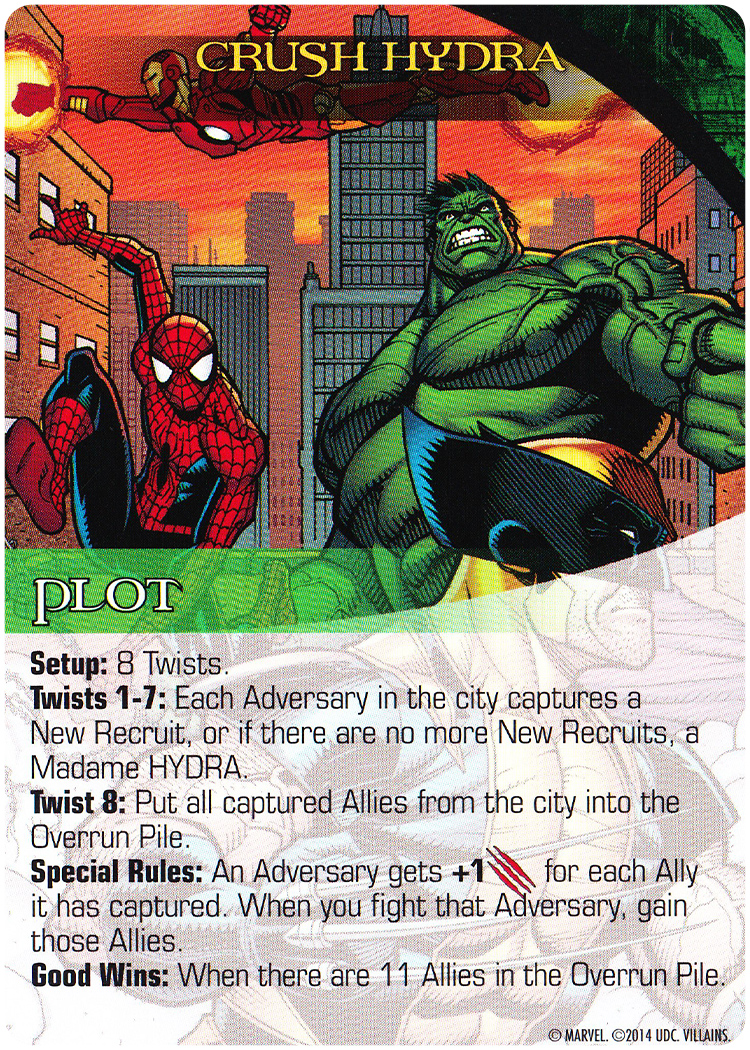 CRUSH HYDRA
PLOT
Setup: 8 Twists.
Twists 1-7: Each Adversary in the city captures a
New Recruit, or if there are no more New Recruits, a
Madame HYDRA.
Twist 8: Put all captured Allies from the city into the
Overrun Pile.
Special Rules: An Adversary gets +1 for each Ally
it has captured. When you fight that Adversary, gain
those Allies.
Good Wins: When there are 11 Allies in the Overrun Pile.
© MARVEL. ©2014 UDC. VILLAINS.